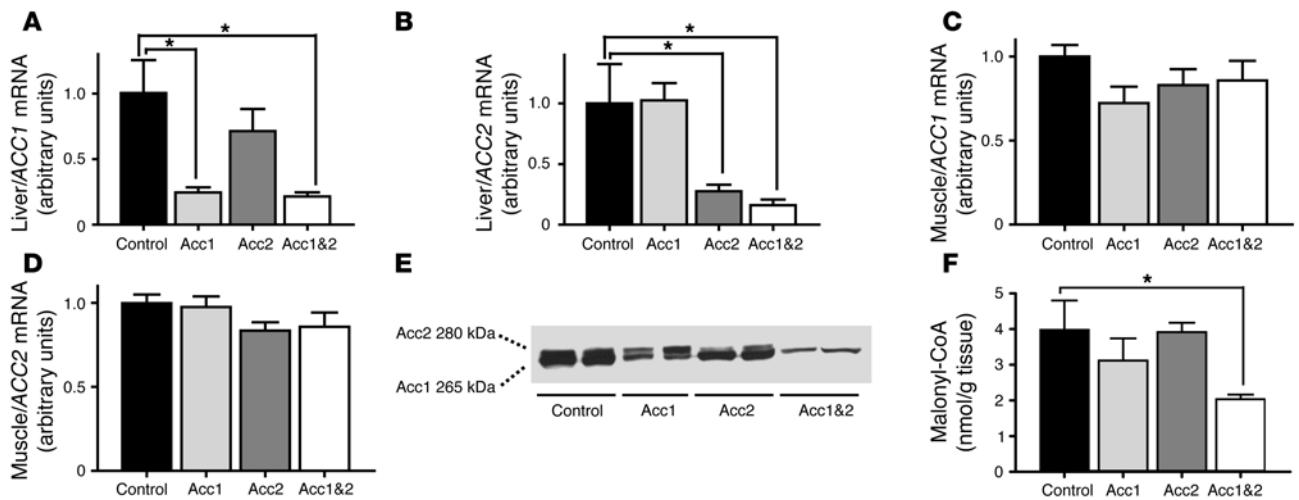 A
Liver/ACC1 mRNA
(arbitrary units)
1.0
0.5
0
*
*
Control Acc1 Acc2 Acc1&2
B
Liver/ACC2 mRNA
(arbitrary units)
1.0
0.5
0
*
*
Control Acc1 Acc2 Acc1&2
C
Muscle/ACC1 mRNA
(arbitrary units)
1.0
0.5
0
Control Acc1 Acc2 Acc1&2
D
Muscle/ACC2 mRNA
(arbitrary units)
1.0
0.5
0
Control Acc1 Acc2 Acc1&2
E
Acc2 280 kDa
Acc1 265 kDa
Control Acc1 Acc2 Acc1&2
F
Malonyl-CoA
(nmol/g tissue)
5
4
3
2
1
0
*
Control Acc1 Acc2 Acc1&2